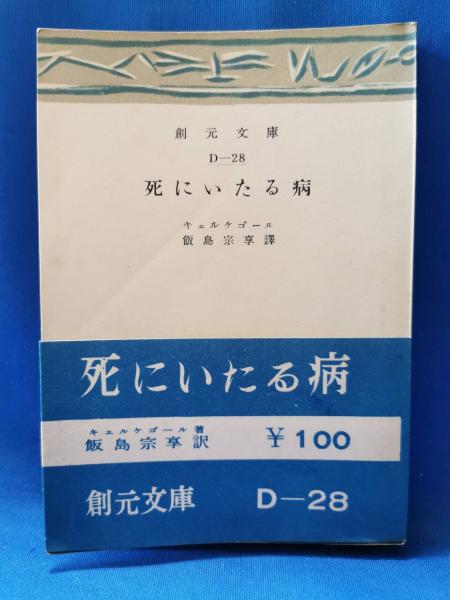 創元文庫
D—28
死にいたる病
キェルケゴール
飯島宗享譯
死にいたる病
キェルケゴール著
飯島宗享訳 ¥100
創元文庫 D—28